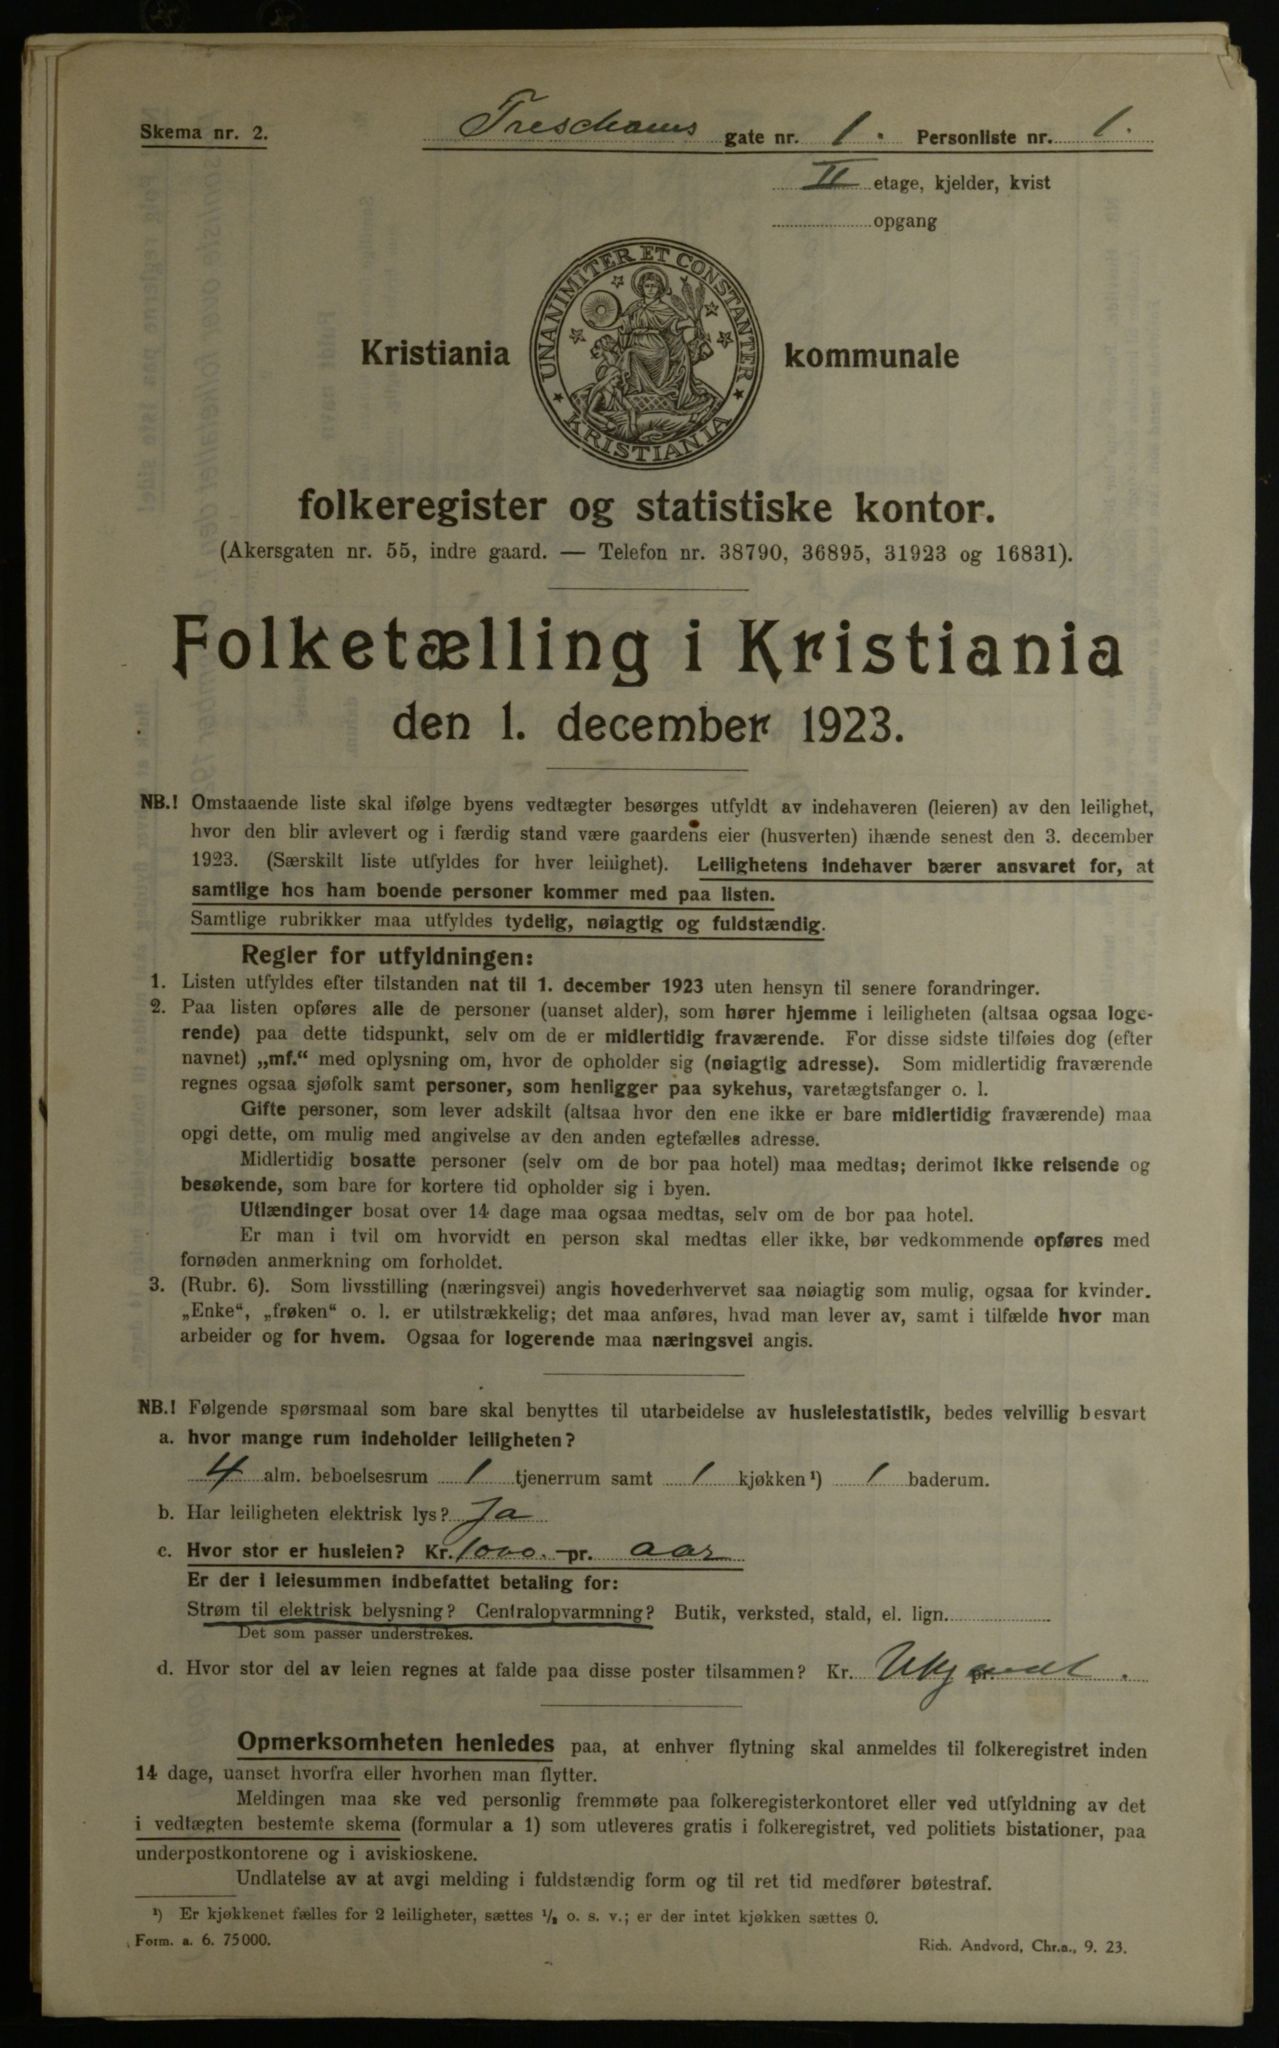 Skema nr. 2.
Treschows gate nr. 1. Personliste nr. 1.
II etage, kjelder, kvist
opgang
UNANIMITER ET CONSTANTER
KRISTIANIA
Kristiania kommunale
folkeregister og statistiske kontor.
(Akersgaten nr. 55, indre gaard. — Telefon nr. 38790, 36895, 31923 og 16831).
Folketælling i Kristiania
den 1. december 1923.
NB.! Omstaaende liste skal ifølge byens vedtægter besørges utfyldt av indehaveren (leieren) av den leilighet,
hvor den blir avlevert og i færdig stand være gaardens eier (husverten) ihænde senest den 3. december
1923. (Særskilt liste utfyldes for hver leilighet). Leilighetens indehaver bærer ansvaret for, at
samtlige hos ham boende personer kommer med paa listen.
Samtlige rubrikker maa utfyldes tydelig, nøiagtig og fuldstændig.
Regler for utfyldningen:
1. Listen utfyldes efter tilstanden nat til 1. december 1923 uten hensyn til senere forandringer.
2. Paa listen opføres alle de personer (uanset alder), som hører hjemme i leiligheten (altsaa ogsaa loge-
rende) paa dette tidspunkt, selv om de er midlertidig fraværende. For disse sidste tilføies dog (efter
navnet) „mf.“ med oplysning om, hvor de opholder sig (nøiagtig adresse). Som midlertidig fraværende
regnes ogsaa sjøfolk samt personer, som henligger paa sykehus, varetægtsfanger o. l.
Gifte personer, som lever adskilt (altsaa hvor den ene ikke er bare midlertidig fraværende) maa
opgi dette, om mulig med angivelse av den anden egtefælles adresse.
Midlertidig bosatte personer (selv om de bor paa hotel) maa medtas; derimot ikke reisende og
besøkende, som bare for kortere tid opholder sig i byen.
Utlændinger bosat over 14 dage maa ogsaa medtas, selv om de bor paa hotel.
Er man i tvil om hvorvidt en person skal medtas eller ikke, bør vedkommende opføres med
fornøden anmerkning om forholdet.
3. (Rubr. 6). Som livsstilling (næringsvei) angis hovederhvervet saa nøiagtig som mulig, ogsaa for kvinder.
„Enke“, „frøken“ o. l. er utilstrækkelig; det maa anføres, hvad man lever av, samt i tilfælde hvor man
arbeider og for hvem. Ogsaa for logerende maa næringsvei angis.
NB.! Følgende spørsmaal som bare skal benyttes til utarbeidelse av husleiestatistik, bedes velvillig besvart
a. hvor mange rum indeholder leiligheten?
4 alm. beboelsesrum 1 tjenerrum samt 1 kjøkken¹) 1 baderum.
b. Har leiligheten elektrisk lys? Ja
c. Hvor stor er husleien? Kr. 1000.- pr. aar
Er der i leiesummen indbefattet betaling for:
Strøm til elektrisk belysning? Centralopvarmning? Butik, verksted, stald, el. lign.
Det som passer understrekes.
d. Hvor stor del av leien regnes at falde paa disse poster tilsammen? Kr. Ukjendt. pr.
Opmerksomheten henledes paa, at enhver flytning skal anmeldes til folkeregistret inden
14 dage, uanset hvorfra eller hvorhen man flytter.
Meldingen maa ske ved personlig fremmøte paa folkeregisterkontoret eller ved utfyldning av det
i vedtægten bestemte skema (formular a 1) som utleveres gratis i folkeregistret, ved politiets bistationer, paa
underpostkontorene og i aviskioskene.
Undlatelse av at avgi melding i fuldstændig form og til ret tid medfører bøtestraf.
¹) Er kjøkkenet fælles for 2 leiligheter, sættes ½ o. s. v.; er der intet kjøkken sættes 0.
Form. a. 6. 75000.
Rich. Andvord, Chr.a., 9. 23.